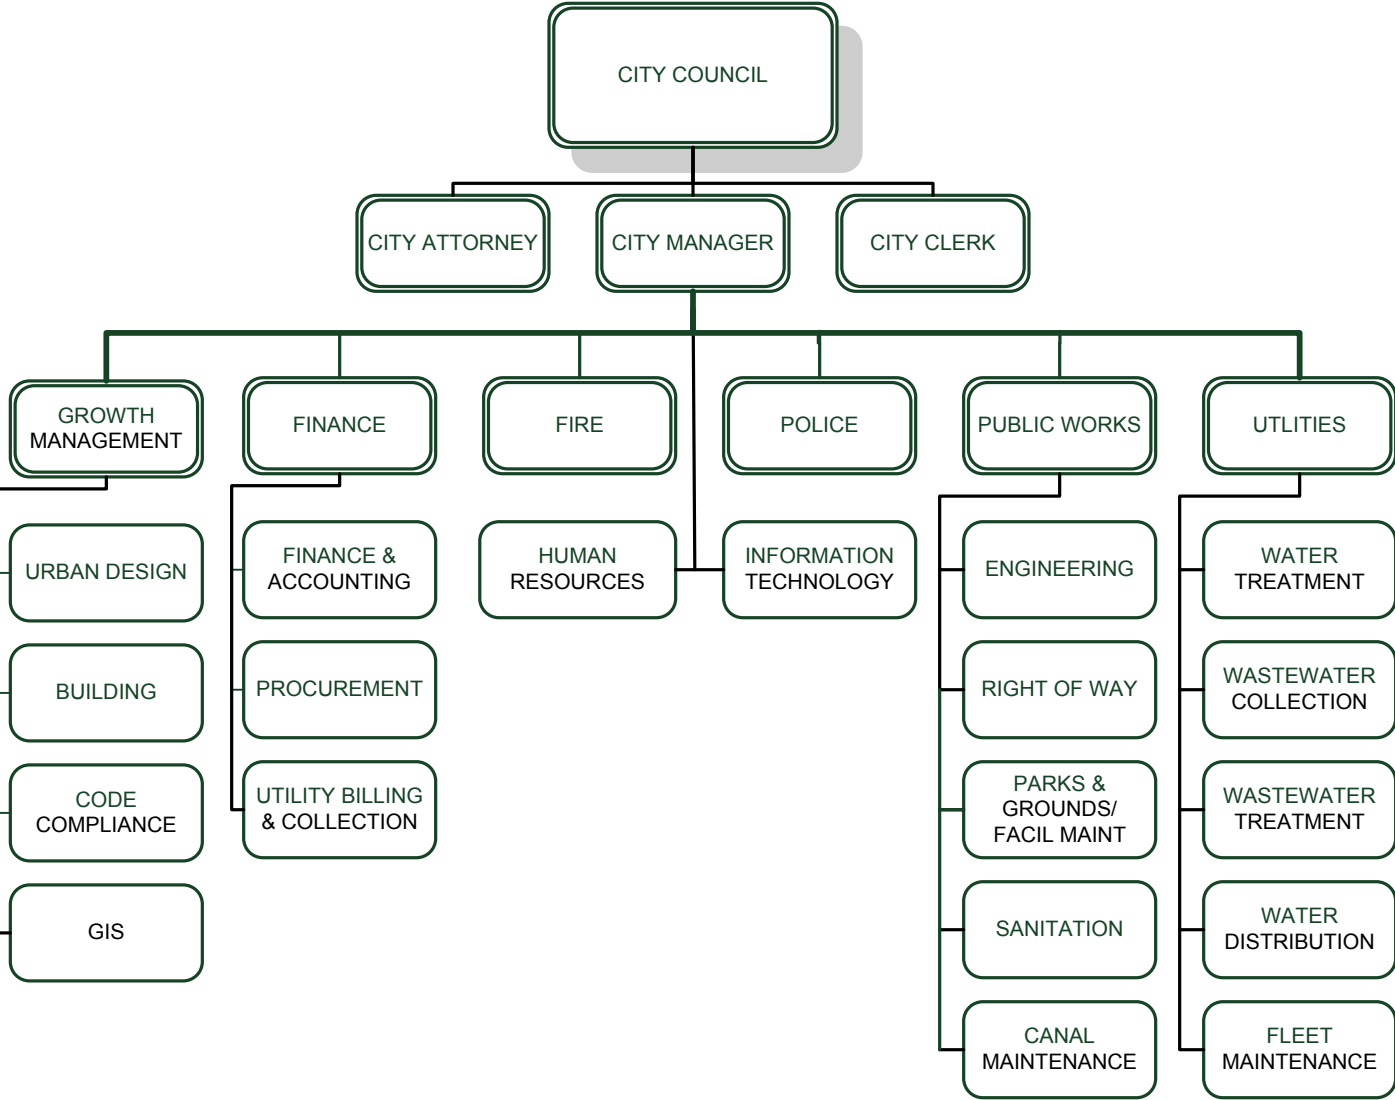 CITY COUNCIL
CITY ATTORNEY
CITY MANAGER
CITY CLERK
GROWTH
MANAGEMENT
FINANCE
FIRE
POLICE
PUBLIC WORKS
UTLITIES
URBAN DESIGN
FINANCE &
ACCOUNTING
HUMAN
RESOURCES
INFORMATION
TECHNOLOGY
ENGINEERING
WATER
TREATMENT
BUILDING
PROCUREMENT
RIGHT OF WAY
WASTEWATER
COLLECTION
CODE
COMPLIANCE
UTILITY BILLING
& COLLECTION
PARKS &
GROUNDS/
FACIL MAINT
WASTEWATER
TREATMENT
GIS
SANITATION
WATER
DISTRIBUTION
CANAL
MAINTENANCE
FLEET
MAINTENANCE